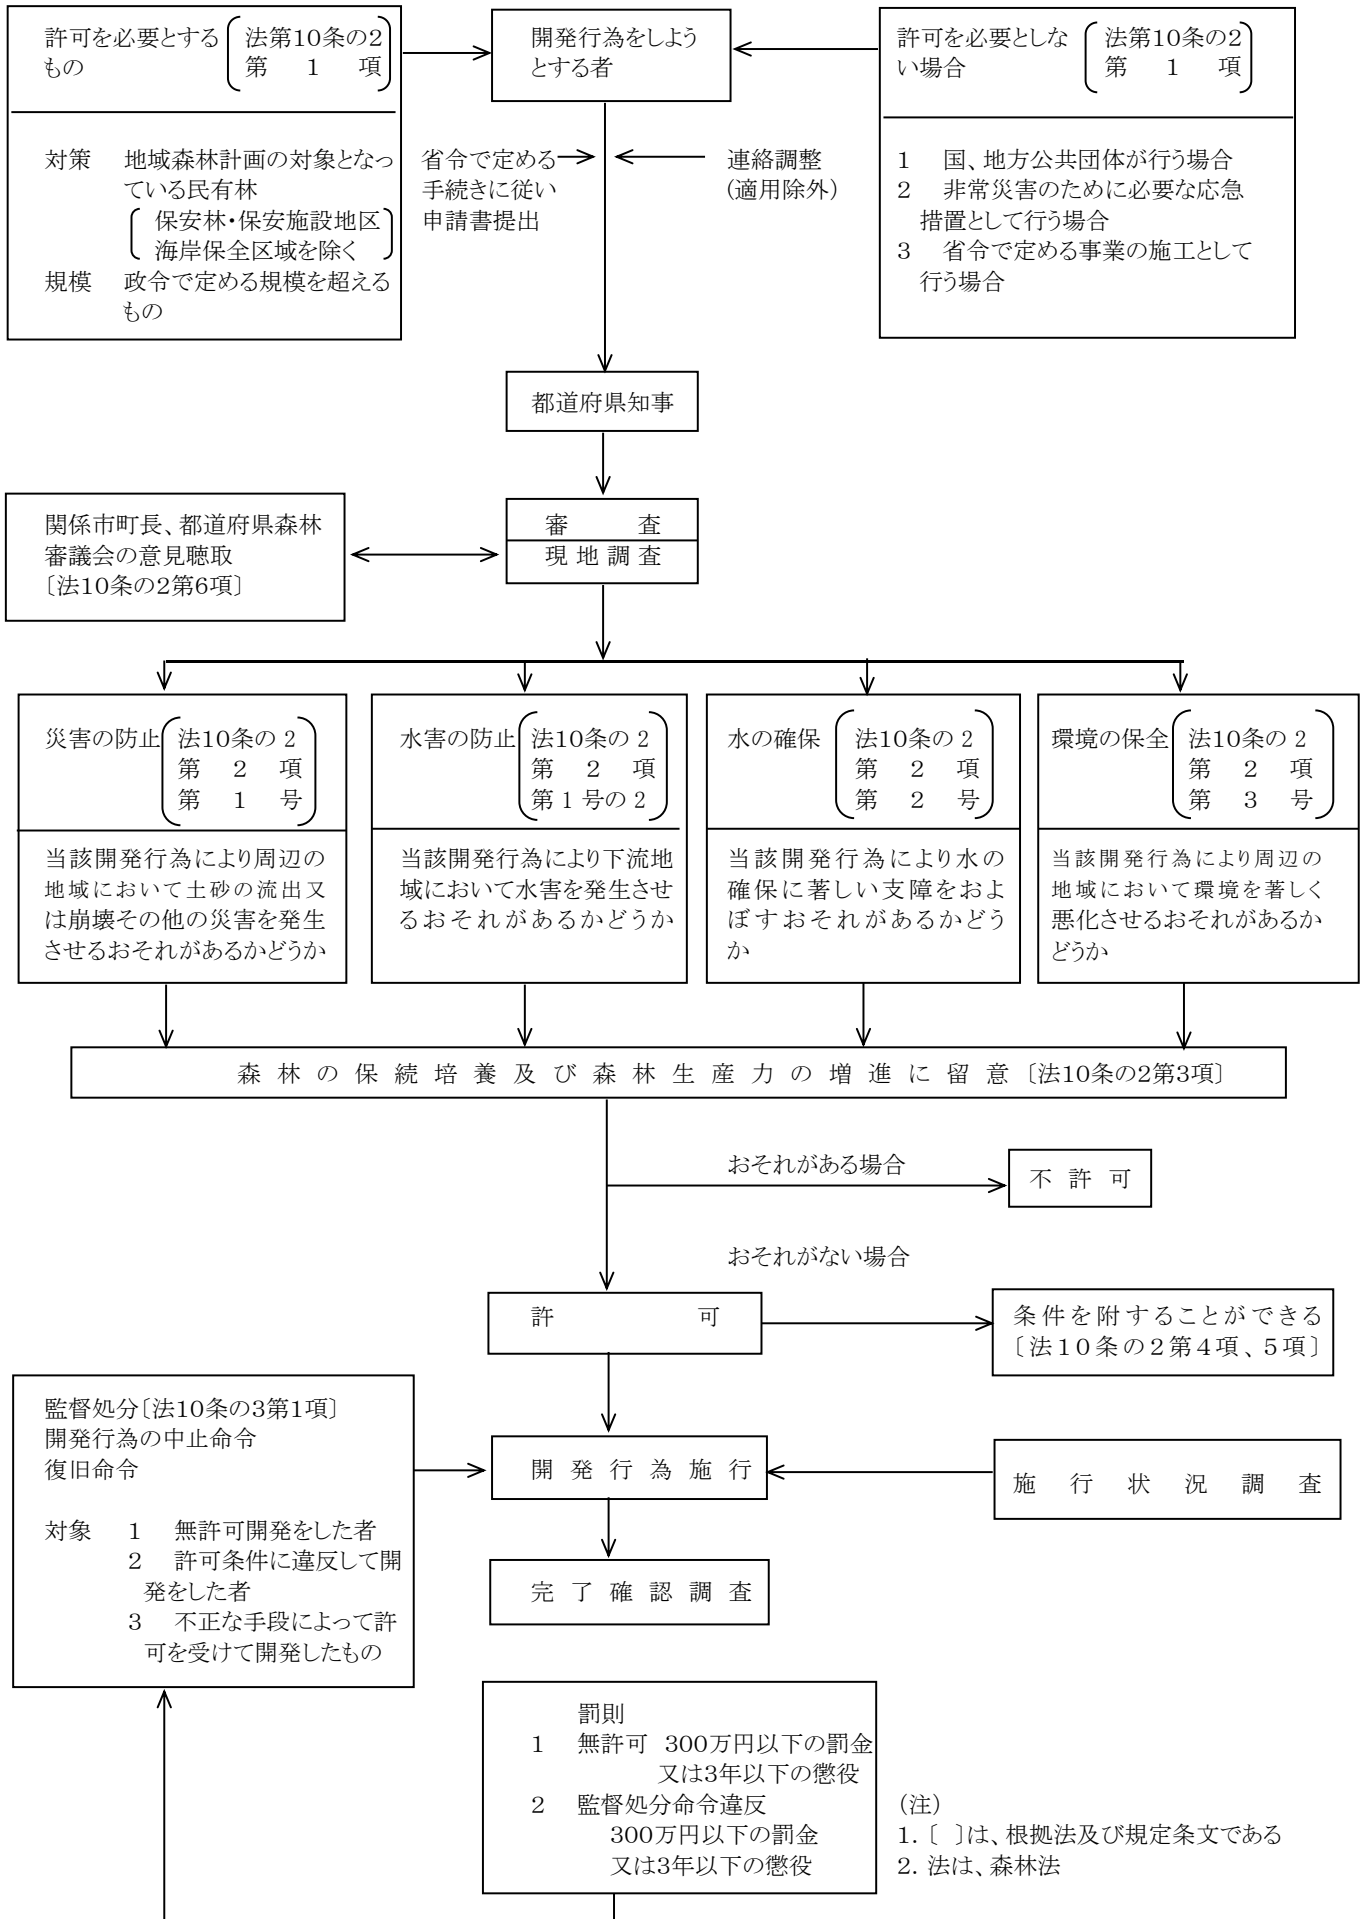 許可を必要とする
もの
法第10条の2
第 1 項
開発行為をしよう
とする者
許可を必要としな
い場合
法第10条の2
第 1 項
対策 地域森林計画の対象となっ
ている民有林
保安林・保安施設地区
海岸保全区域を除く
規模 政令で定める規模を超える
もの
省令で定める
手続きに従い
申請書提出
連絡調整
(適用除外)
1 国、地方公共団体が行う場合
2 非常災害のために必要な応急
措置として行う場合
3 省令で定める事業の施工として
行う場合
都道府県知事
関係市町長、都道府県森林
審議会の意見聴取
〔法10条の2第6項〕
審 査
現地調査
災害の防止
法10条の2
第 2 項
第 1 号
水害の防止
法10条の2
第 2 項
第1号の2
水の確保
法10条の2
第 2 項
第 2 号
環境の保全
法10条の2
第 2 項
第 3 号
当該開発行為により周辺の
地域において土砂の流出又
は崩壊その他の災害を発生
させるおそれがあるかどうか
当該開発行為により下流地
域において水害を発生させ
るおそれがあるかどうか
当該開発行為により水の
確保に著しい支障をおよ
ぼすおそれがあるかどう
か
当該開発行為により周辺の
地域において環境を著しく
悪化させるおそれがあるか
どうか
森林の保続培養及び森林生産力の増進に留意〔法10条の2第3項〕
おそれがある場合
不許可
おそれがない場合
許 可
条件を附することができる
〔法10条の2第4項、5項〕
監督処分〔法10条の3第1項〕
開発行為の中止命令
復旧命令
対象 1 無許可開発をした者
2 許可条件に違反して開
発をした者
3 不正な手段によって許
可を受けて開発したもの
開発行為施行
施行状況調査
完了確認調査
罰則
1 無許可 300万円以下の罰金
又は3年以下の懲役
2 監督処分命令違反
300万円以下の罰金
又は3年以下の懲役
(注)
1.〔 〕は、根拠法及び規定条文である
2. 法は、森林法